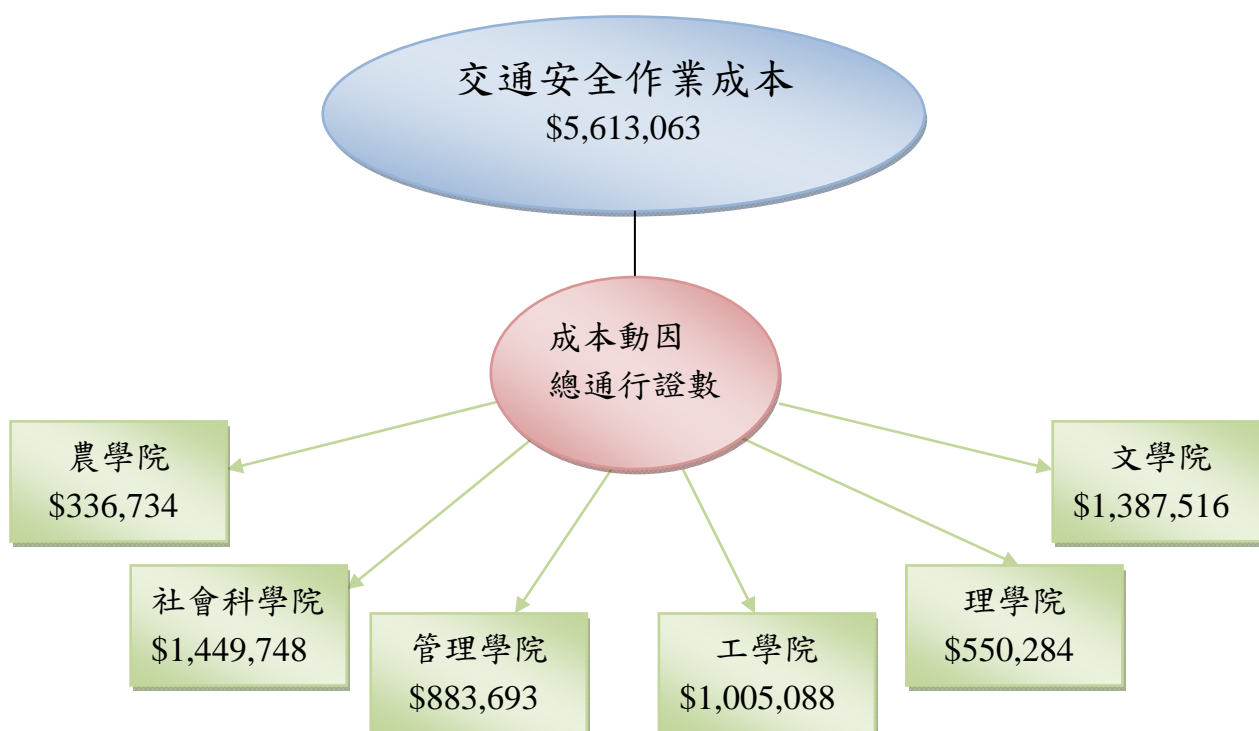 交通安全作業成本
$5,613,063
成本動因
總通行證數
農學院
$336,734
社會科學院
$1,449,748
管理學院
$883,693
工學院
$1,005,088
理學院
$550,284
文學院
$1,387,516